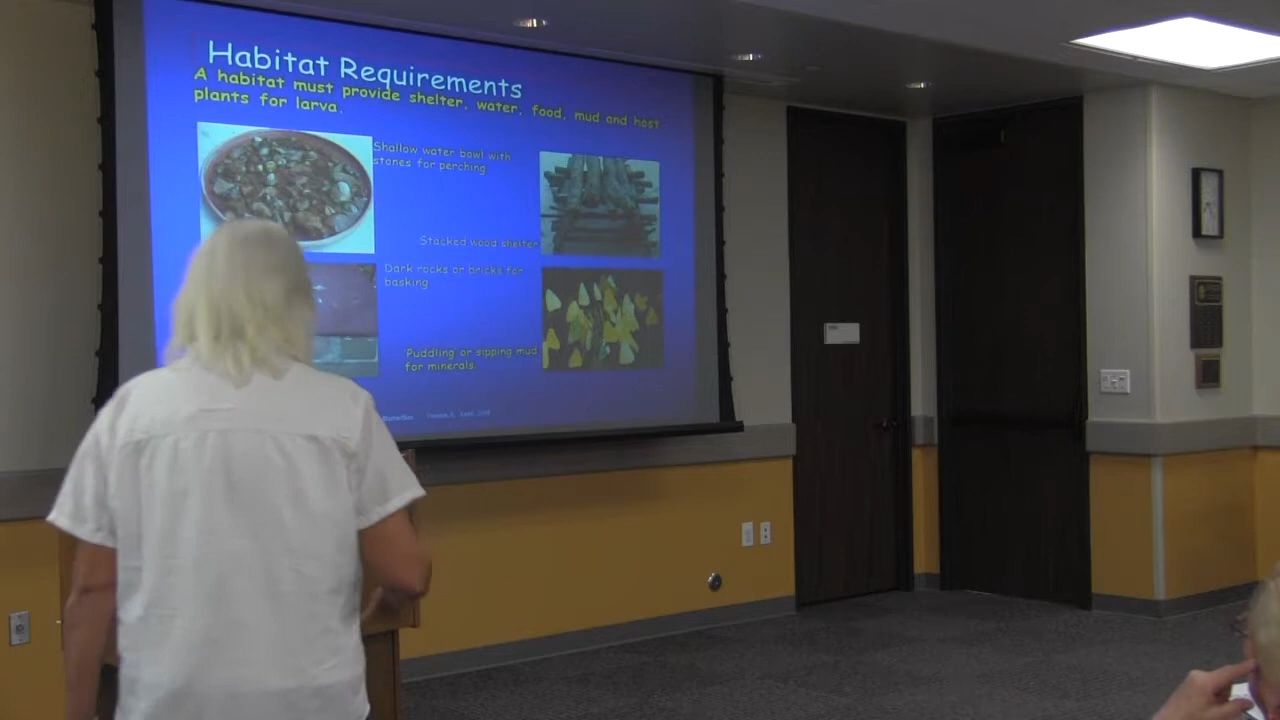 Habitat Requirements
A habitat must provide shelter, water, food, mud and host
plants for larva.
Shallow water bowl with
stones for perching
Stacked wood shelter
Dark rocks or bricks for
basking
'Puddling' or sipping mud
for minerals.